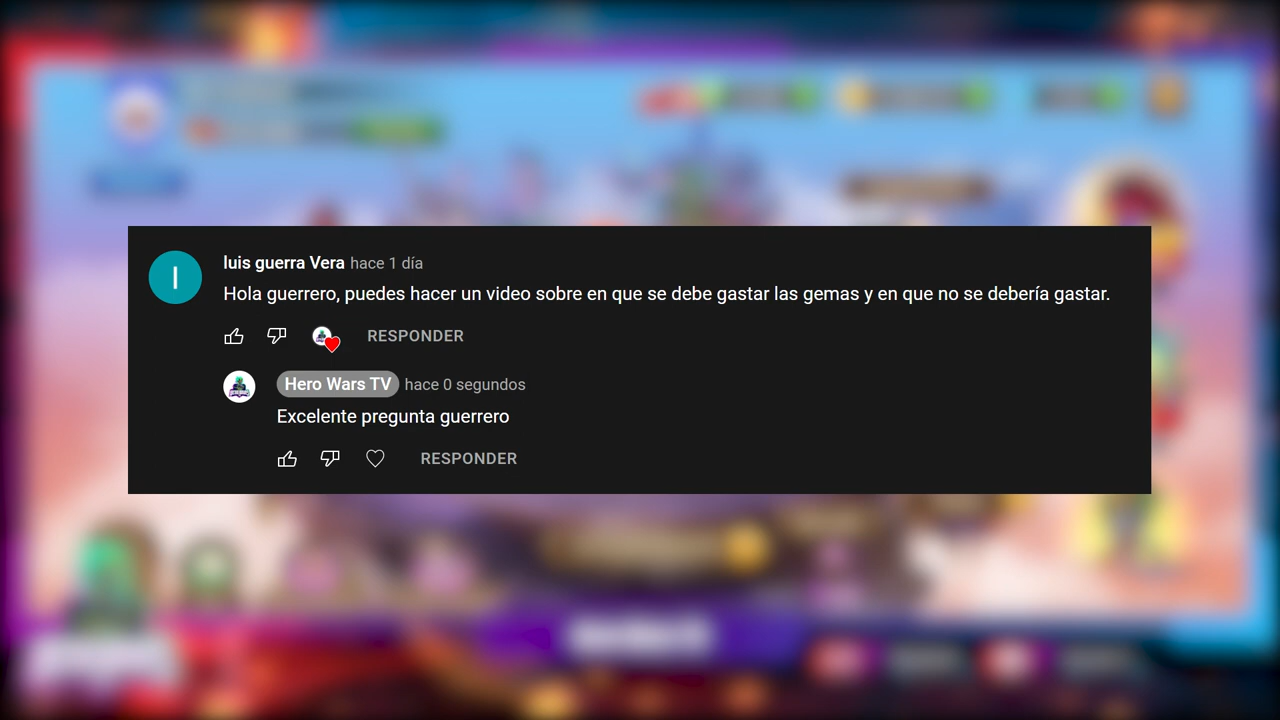 luis guerra Vera hace 1 día
Hola guerrero, puedes hacer un video sobre en que se debe gastar las gemas y en que no se debería gastar.
RESPONDER
Hero Wars TV hace 0 segundos
Excelente pregunta guerrero
RESPONDER